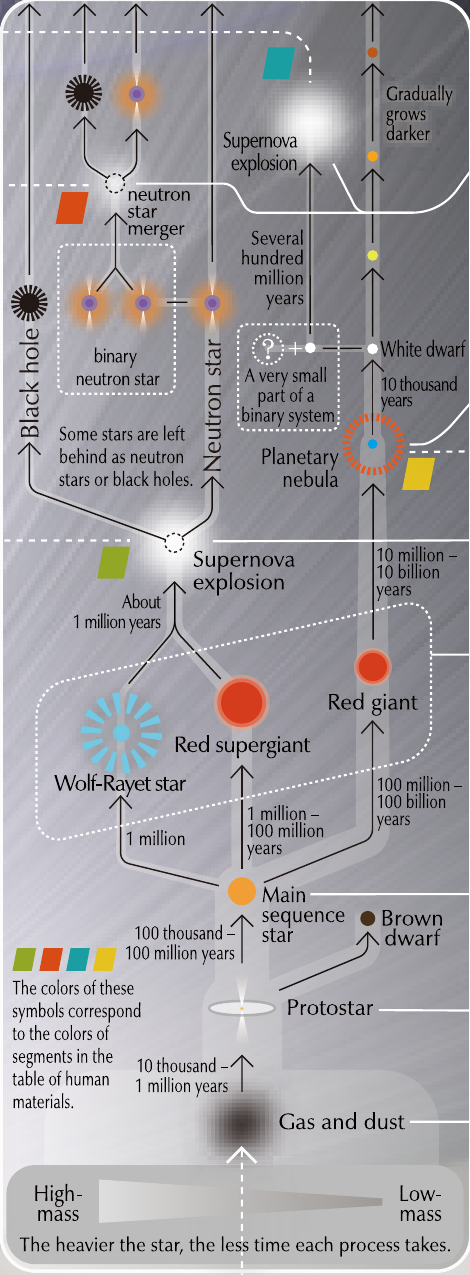 Gradually
grows
darker
Supernova
explosion
neutron
star
merger
Several
hundred
million
years
binary
neutron star
Black hole
Neutron star
?
+
A very small
part of a
binary system
White dwarf
10 thousand
years
Some stars are left
behind as neutron
stars or black holes.
Planetary
nebula
Supernova
explosion
10 million –
10 billion
years
About
1 million years
Red giant
Red supergiant
Wolf-Rayet star
1 million
1 million –
100 million
years
100 million –
100 billion
years
Main
sequence
star
Brown
dwarf
100 thousand –
100 million years
The colors of these
symbols correspond
to the colors of
segments in the
table of human
materials.
Protostar
10 thousand –
1 million years
Gas and dust
High-
mass
Low-
mass
The heavier the star, the less time each process takes.